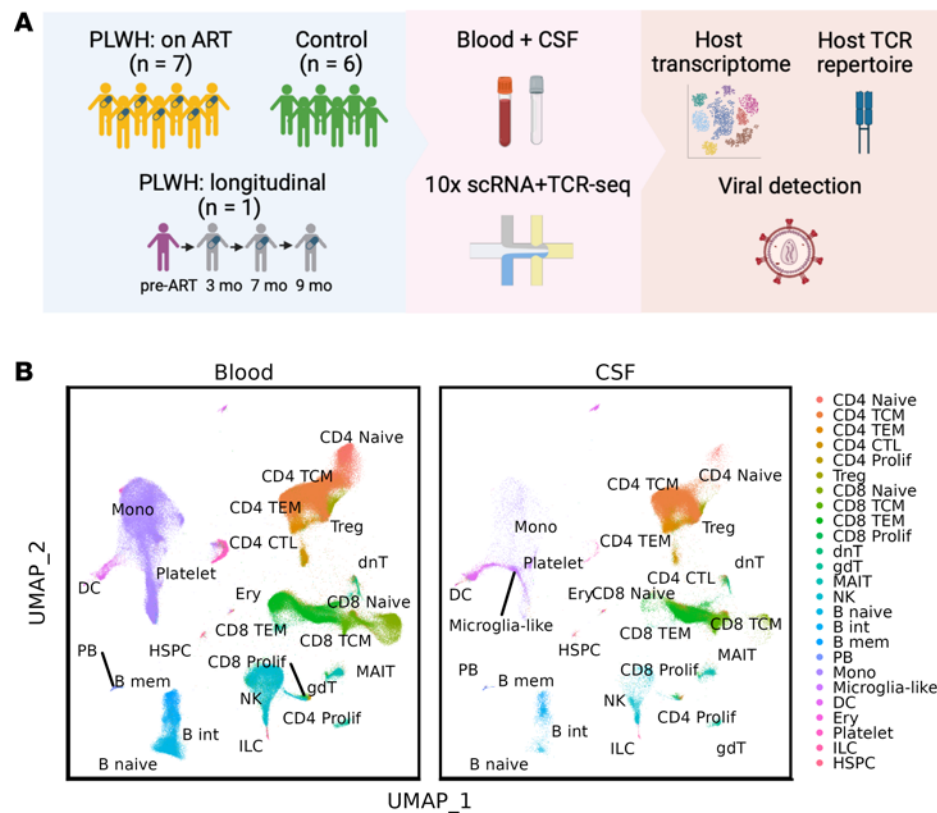 A
PLWH: on ART
(n = 7)
Control
(n = 6)
PLWH: longitudinal
(n = 1)
pre-ART 3 mo 7 mo 9 mo
Blood + CSF
10x scRNA+TCR-seq
Host
transcriptome
Host TCR
repertoire
Viral detection
B
Blood
CD4 Naive
CD4 TCM
Mono
CD4 TEM
Treg
CD4 CTL
Platelet
dnT
DC
Ery
CD8 Naive
CD8 TEM
CD8 TCM
HSPC
PB
CD8 Prolif
MAIT
B mem
gdT
NK
CD4 Prolif
B int
ILC
B naive
CSF
CD4 Naive
CD4 TCM
Mono
Treg
CD4 TEM
Platelet
dnT
CD4 CTL
DC
Ery
CD8 Naive
Microglia-like
CD8 TEM
CD8 TCM
HSPC
MAIT
PB
CD8 Prolif
B mem
NK
CD4 Prolif
B int
ILC
gdT
B naive
UMAP_2
UMAP_1
CD4 Naive
CD4 TCM
CD4 TEM
CD4 CTL
CD4 Prolif
Treg
CD8 Naive
CD8 TCM
CD8 TEM
CD8 Prolif
dnT
gdT
MAIT
NK
B naive
B int
B mem
PB
Mono
Microglia-like
DC
Ery
Platelet
ILC
HSPC